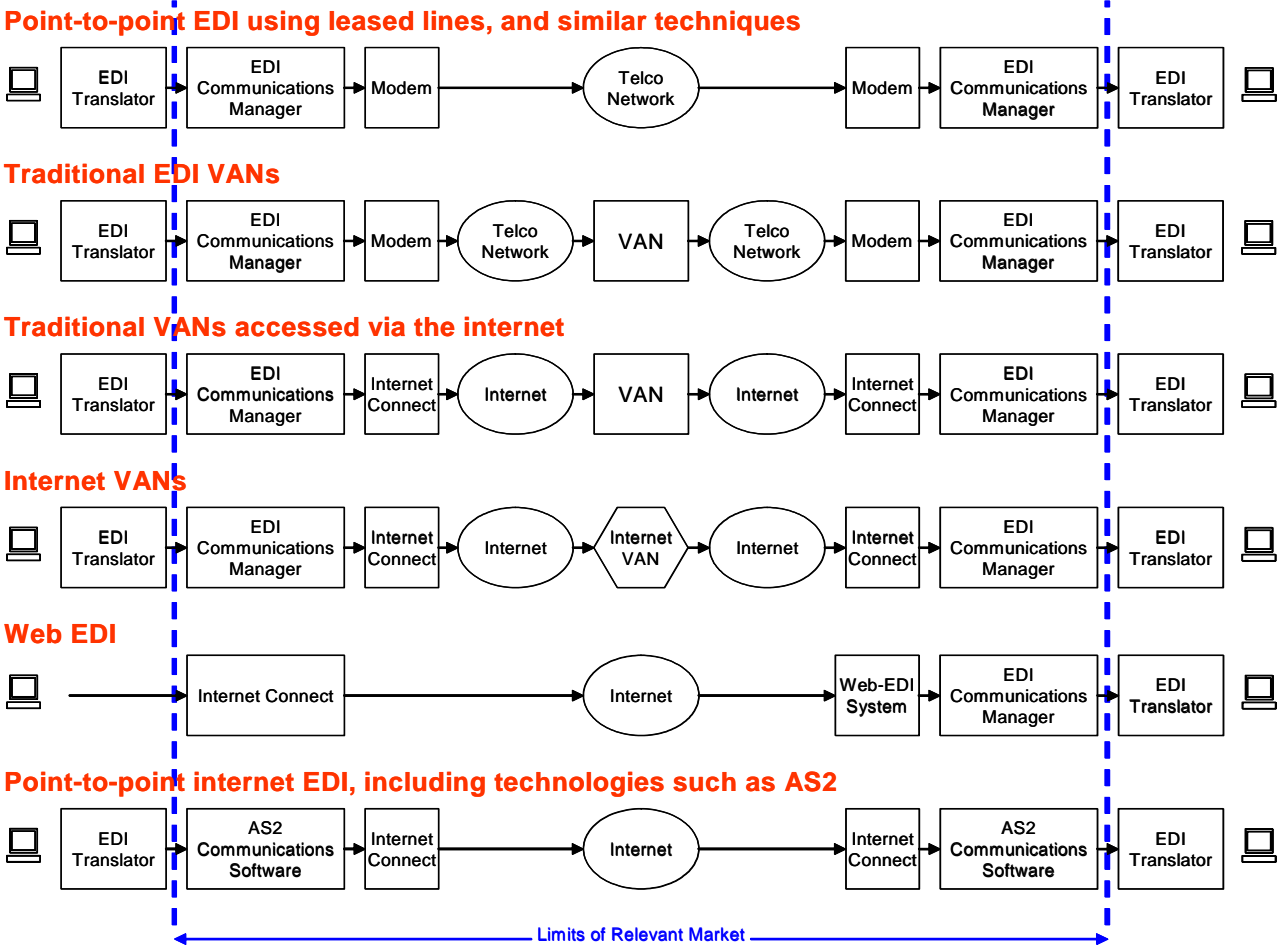 Point-to-point EDI using leased lines, and similar techniques
EDI
Translator
EDI
Communications
Manager
Modem
Telco
Network
Modem
EDI
Communications
Manager
EDI
Translator
Traditional EDI VANs
EDI
Translator
EDI
Communications
Manager
Modem
Telco
Network
VAN
Telco
Network
Modem
EDI
Communications
Manager
EDI
Translator
Traditional VANs accessed via the internet
EDI
Translator
EDI
Communications
Manager
Internet
Connect
Internet
VAN
Internet
Internet
Connect
EDI
Communications
Manager
EDI
Translator
Internet VANs
EDI
Translator
EDI
Communications
Manager
Internet
Connect
Internet
Internet
VAN
Internet
Internet
Connect
EDI
Communications
Manager
EDI
Translator
Web EDI
Internet Connect
Internet
Web-EDI
System
EDI
Communications
Manager
EDI
Translator
Point-to-point internet EDI, including technologies such as AS2
EDI
Translator
AS2
Communications
Software
Internet
Connect
Internet
Internet
Connect
AS2
Communications
Software
EDI
Translator
Limits of Relevant Market